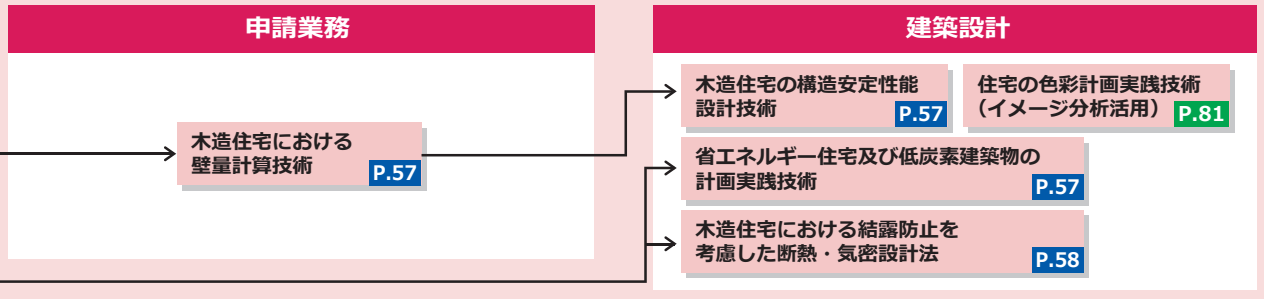 申請業務
木造住宅における
壁量計算技術
P.57
建築設計
木造住宅の構造安定性能
設計技術
P.57
住宅の色彩計画実践技術
（イメージ分析活用）
P.81
省エネルギー住宅及び低炭素建築物の
計画実践技術
P.57
木造住宅における結露防止を
考慮した断熱・気密設計法
P.58